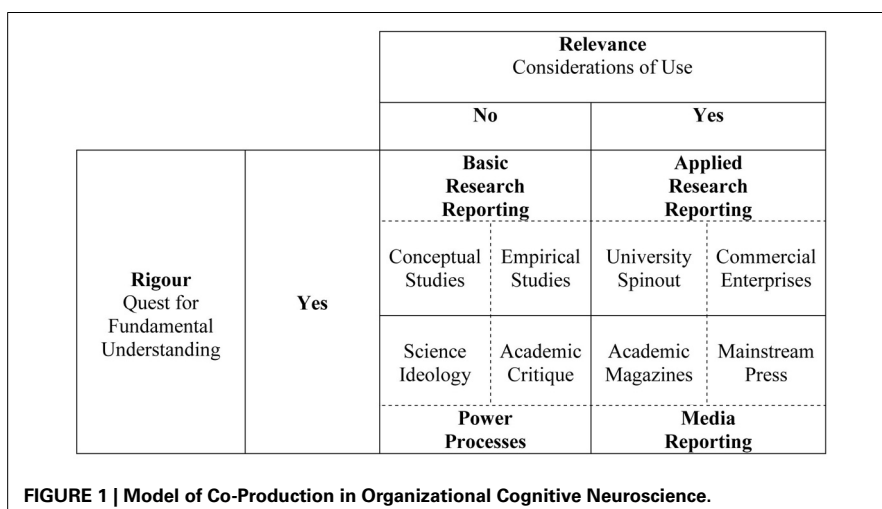 Relevance
Considerations of Use
No Yes
Basic Research Reporting
Applied Research Reporting
Rigour
Quest for
Fundamental
Understanding
Yes
Conceptual Studies
Empirical Studies
University Spinout
Commercial Enterprises
Science Ideology
Academic Critique
Academic Magazines
Mainstream Press
Power Processes
Media Reporting
FIGURE 1 | Model of Co-Production in Organizational Cognitive Neuroscience.